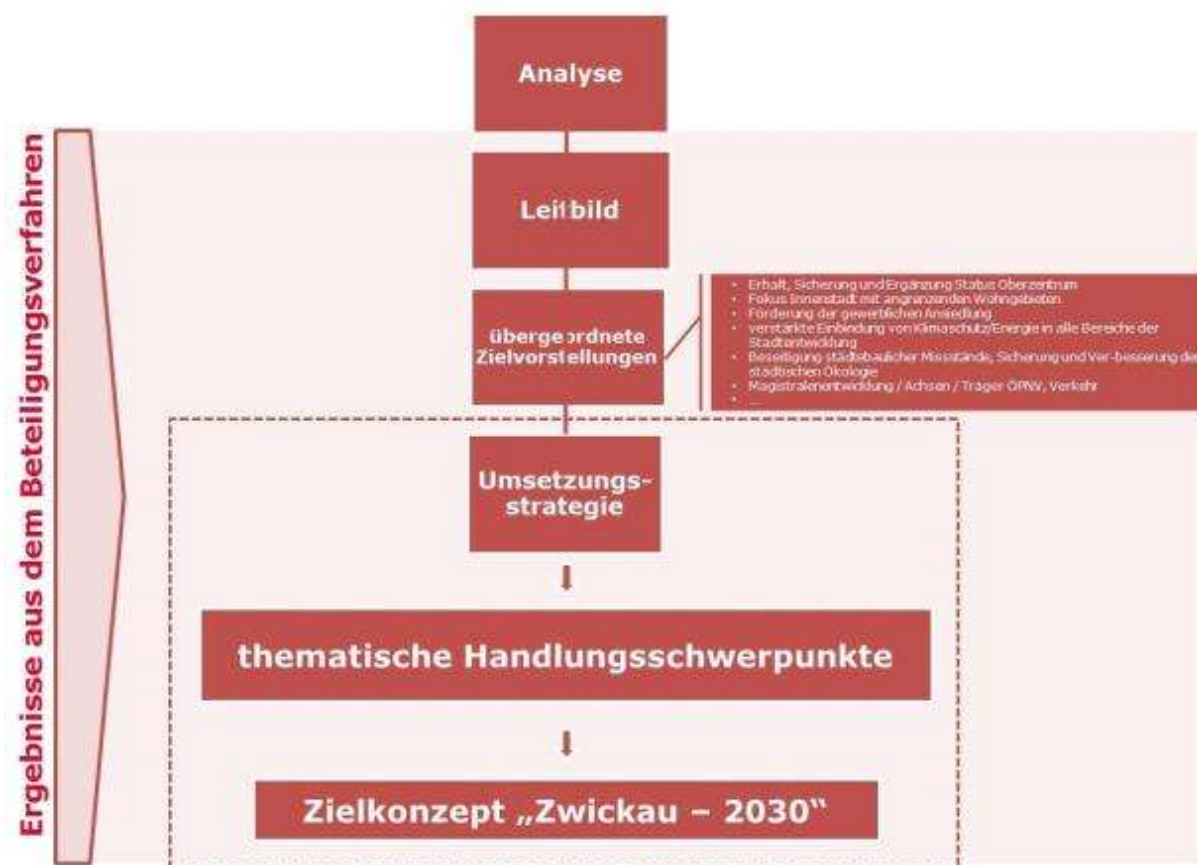 Ergebnisse aus dem Beteiligungsverfahren
Analyse
Leitbild
übergeordnete
Zielvorstellungen
• Erhalt, Sicherung und Ergänzung Status Oberzentrum
• Fokus Innenstadt mit angrenzenden Wohngebieten
• Förderung der gewerblichen Ansiedlung
• verstärkte Einbindung von Klimaschutz/Energie in alle Bereiche der
Stadtentwicklung
• Beseitigung städtebaulicher Missstände, Sicherung und Ver-besserung der
städtischen Ökologie
• Magistralenentwicklung / Achsen / Träger ÖPNV, Verkehr
• ...
Umsetzungs-
strategie
thematische Handlungsschwerpunkte
Zielkonzept „Zwickau – 2030“